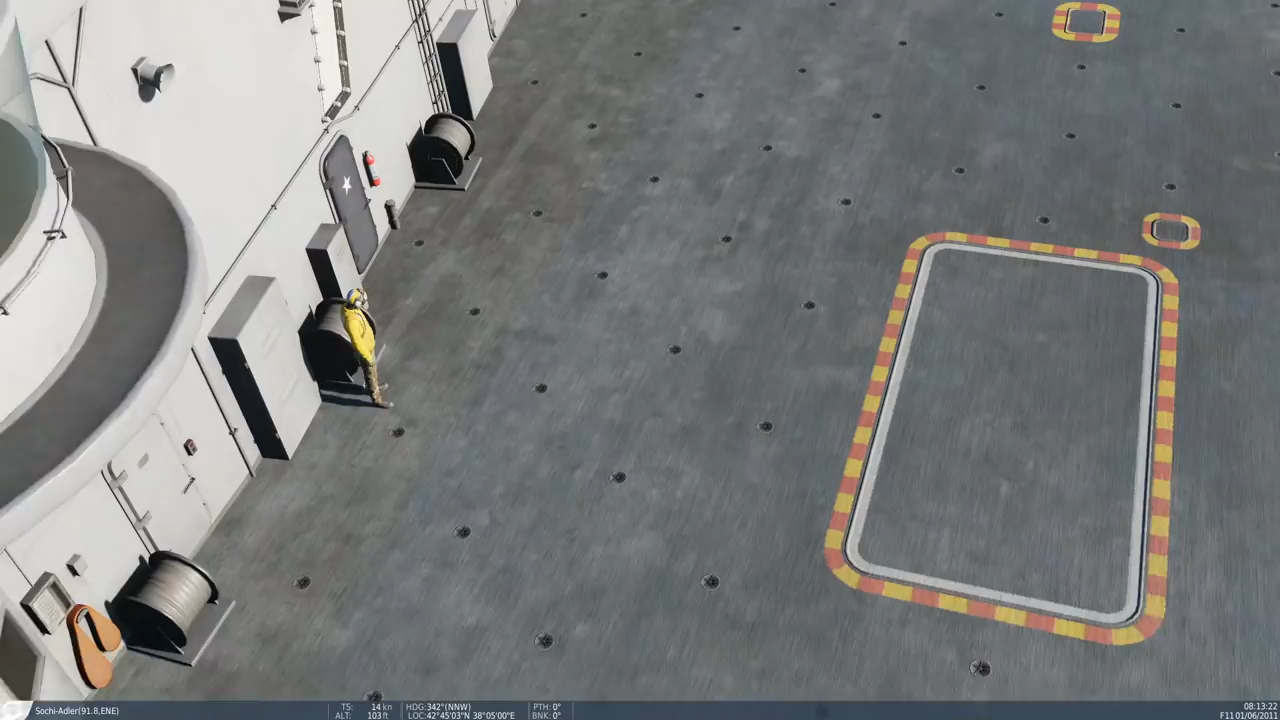 Sochi-Adler(91.8,ENE)
TS: 14 kn
ALT: 103 ft
HDG:342°(NNW)
LOC:42°45'03"N 38°05'00"E
PTH: 0°
BNK: 0°
08:13:22
F11 01/06/2011